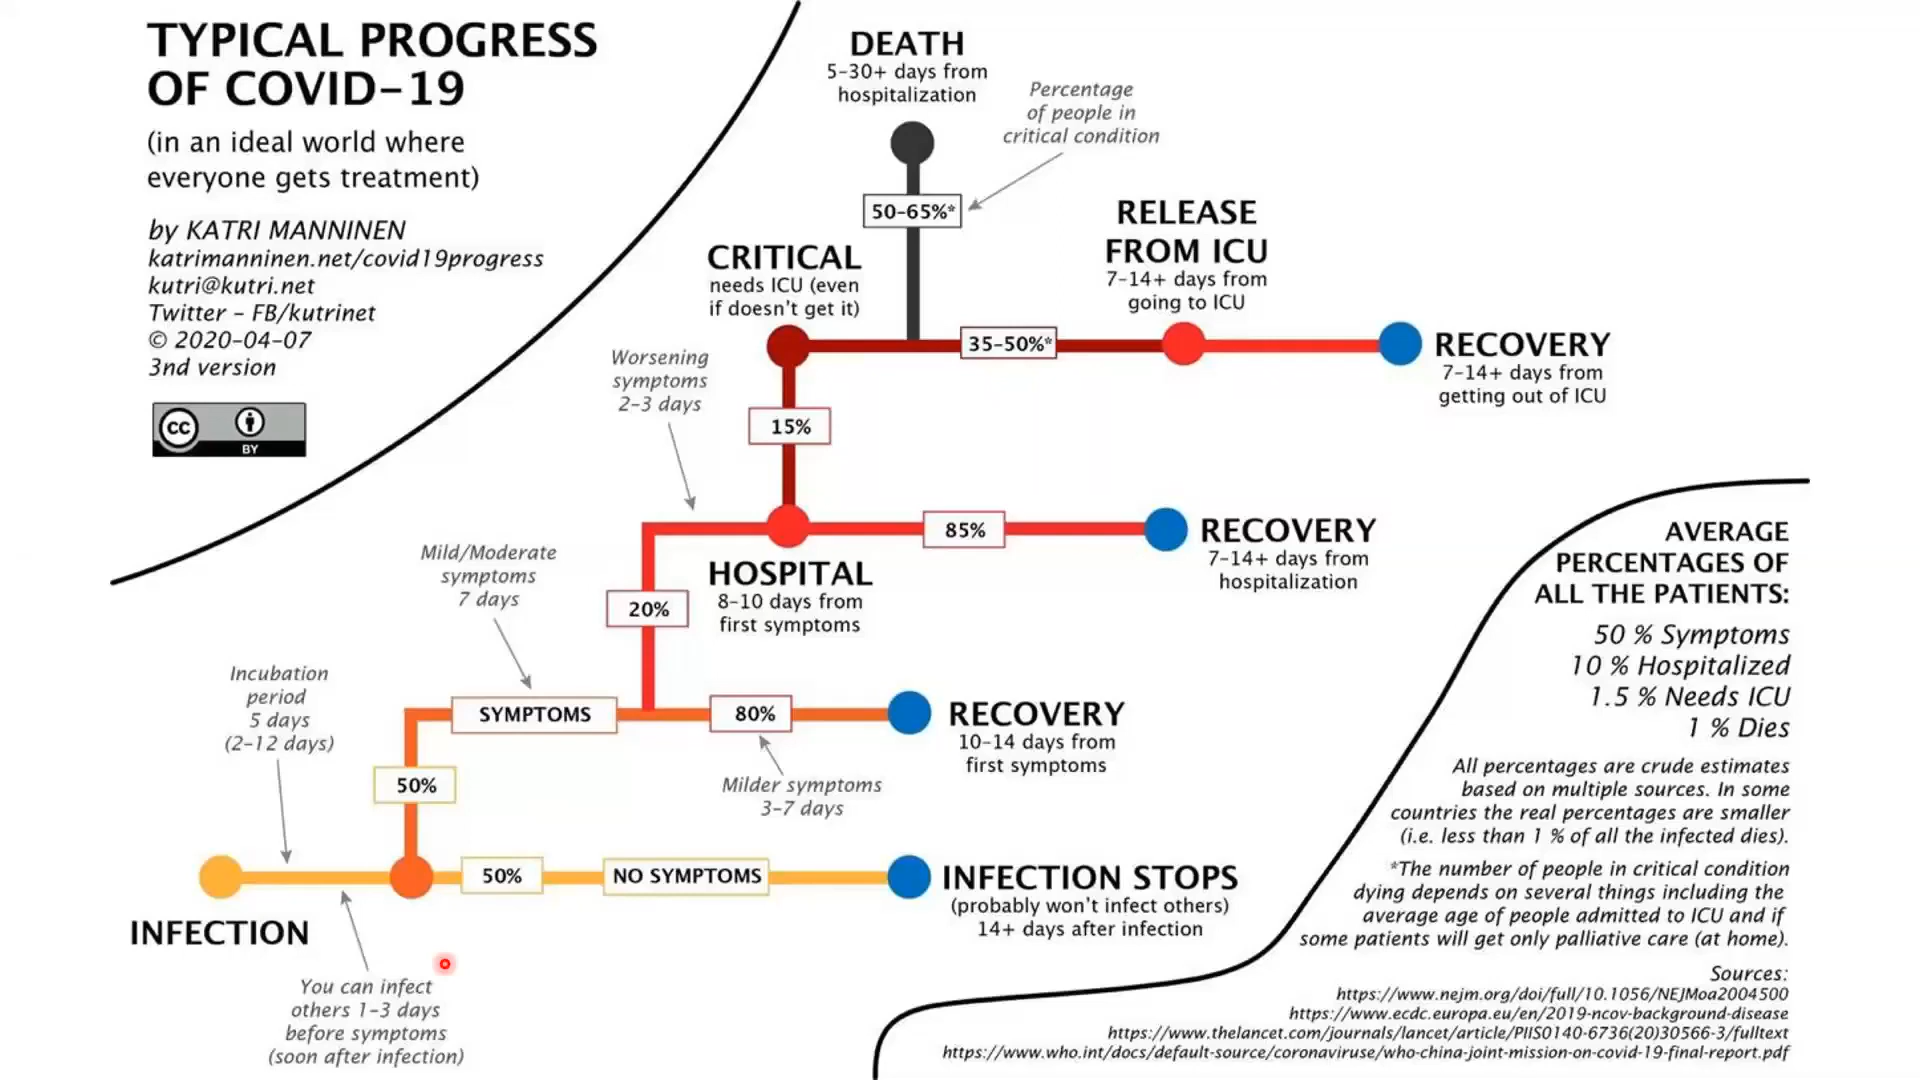 TYPICAL PROGRESS
OF COVID-19
(in an ideal world where
everyone gets treatment)
by KATRI MANNINEN
katrimanninen.net/covid19progress
kutri@kutri.net
Twitter - FB/kutrinet
© 2020-04-07
3nd version
cc
BY
DEATH
5-30+ days from
hospitalization
Percentage
of people in
critical condition
50-65%*
CRITICAL
needs ICU (even
if doesn't get it)
RELEASE
FROM ICU
7-14+ days from
going to ICU
35-50%*
RECOVERY
7-14+ days from
getting out of ICU
Worsening
symptoms
2-3 days
15%
85%
RECOVERY
7-14+ days from
hospitalization
HOSPITAL
8-10 days from
first symptoms
Mild/Moderate
symptoms
7 days
20%
SYMPTOMS
80%
RECOVERY
10-14 days from
first symptoms
Milder symptoms
3-7 days
Incubation
period
5 days
(2-12 days)
50%
50%
NO SYMPTOMS
INFECTION STOPS
(probably won't infect others)
14+ days after infection
INFECTION
You can infect
others 1-3 days
before symptoms
(soon after infection)
AVERAGE
PERCENTAGES OF
ALL THE PATIENTS:
50 % Symptoms
10 % Hospitalized
1.5 % Needs ICU
1 % Dies
All percentages are crude estimates
based on multiple sources. In some
countries the real percentages are smaller
(i.e. less than 1 % of all the infected dies).
*The number of people in critical condition
dying depends on several things including the
average age of people admitted to ICU and if
some patients will get only palliative care (at home).
Sources:
https://www.nejm.org/doi/full/10.1056/NEJMoa2004500
https://www.ecdc.europa.eu/en/2019-ncov-background-disease
https://www.thelancet.com/journals/lancet/article/PIIS0140-6736(20)30566-3/fulltext
https://www.who.int/docs/default-source/coronaviruse/who-china-joint-mission-on-covid-19-final-report.pdf